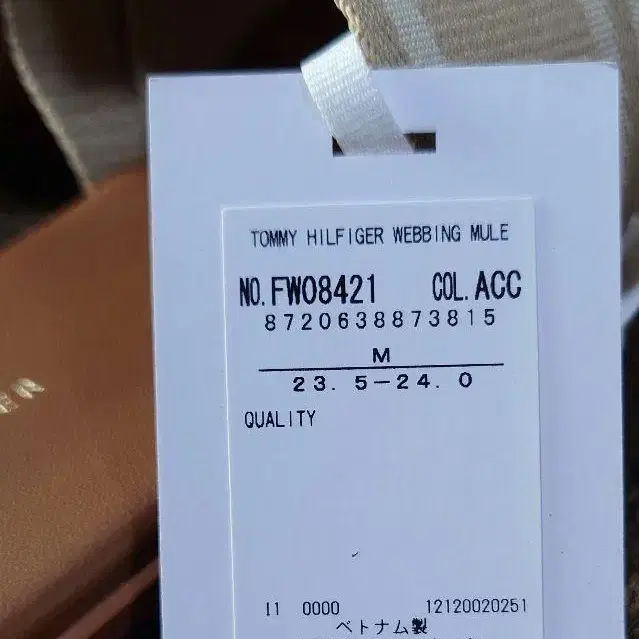 TOMMY HILFIGER WEBBING MULE
NO. FW08421 COL. ACC
8720638873815
M
23.5-24.0
QUALITY
I1 0000 12120020251
ベトナム製